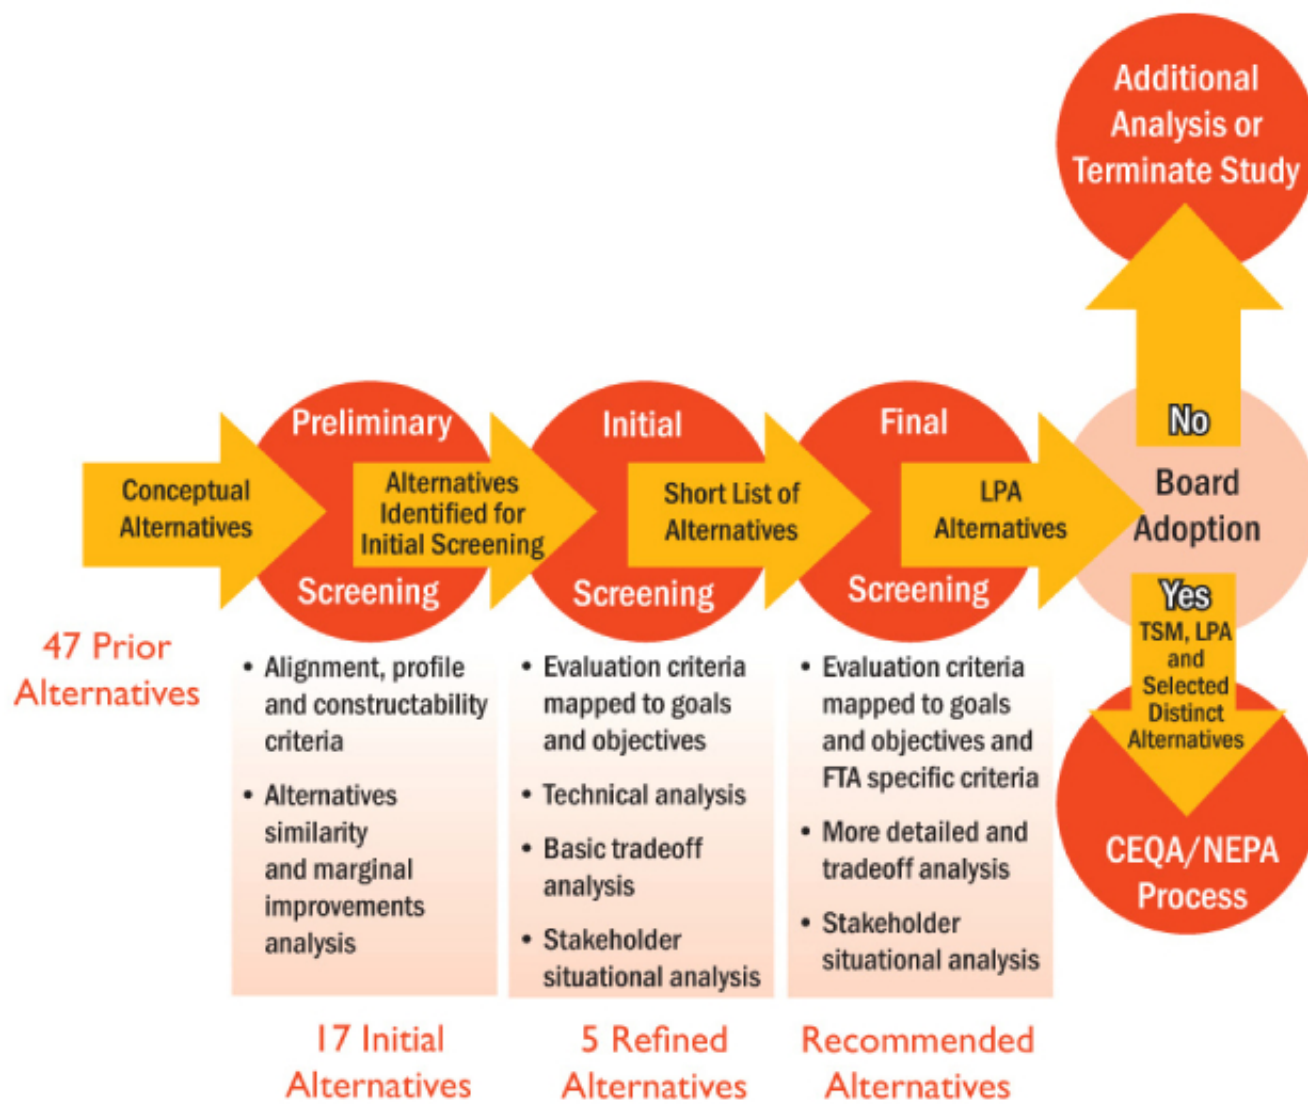 Additional
Analysis or
Terminate Study
No
Board
Adoption
Yes
TSM, LPA
and
Selected
Distinct
Alternatives
CEQA/NEPA
Process
Conceptual
Alternatives
47 Prior
Alternatives
Preliminary
Alternatives
Identified for
Initial Screening
Screening
• Alignment, profile
and constructability
criteria
• Alternatives
similarity
and marginal
improvements
analysis
17 Initial
Alternatives
Initial
Short List of
Alternatives
Screening
• Evaluation criteria
mapped to goals
and objectives
• Technical analysis
• Basic tradeoff
analysis
• Stakeholder
situational analysis
5 Refined
Alternatives
Final
LPA
Alternatives
Screening
• Evaluation criteria
mapped to goals
and objectives and
FTA specific criteria
• More detailed and
tradeoff analysis
• Stakeholder
situational analysis
Recommended
Alternatives